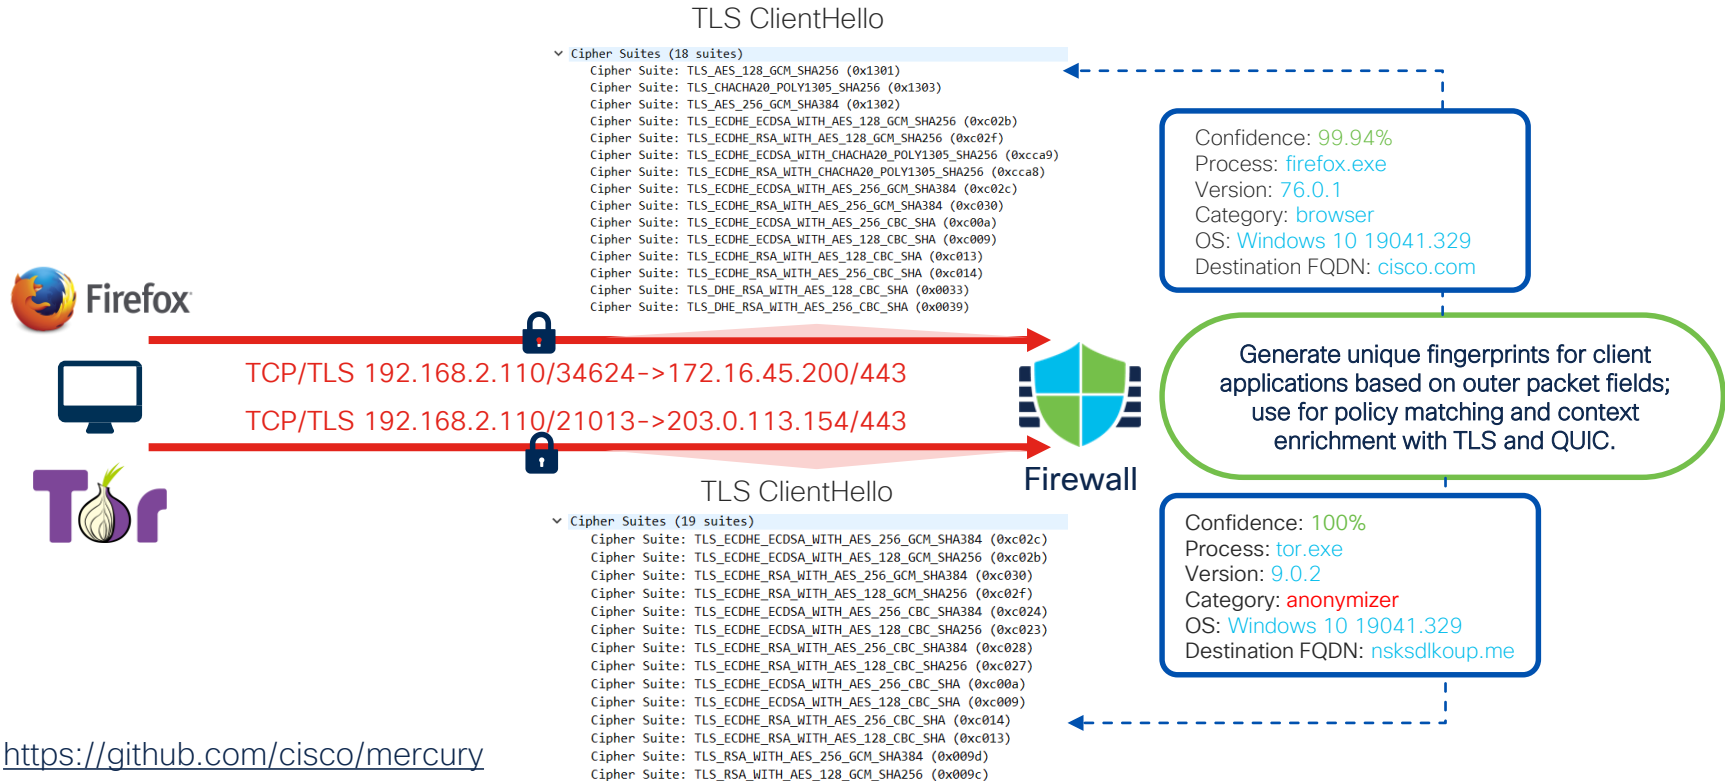 TLS ClientHello
Cipher Suites (18 suites)
Cipher Suite: TLS_AES_128_GCM_SHA256 (0x1301)
Cipher Suite: TLS_CHACHA20_POLY1305_SHA256 (0x1303)
Cipher Suite: TLS_AES_256_GCM_SHA384 (0x1302)
Cipher Suite: TLS_ECDHE_ECDSA_WITH_AES_128_GCM_SHA256 (0xc02b)
Cipher Suite: TLS_ECDHE_RSA_WITH_AES_128_GCM_SHA256 (0xc02f)
Cipher Suite: TLS_ECDHE_ECDSA_WITH_CHACHA20_POLY1305_SHA256 (0xcca9)
Cipher Suite: TLS_ECDHE_RSA_WITH_CHACHA20_POLY1305_SHA256 (0xcca8)
Cipher Suite: TLS_ECDHE_ECDSA_WITH_AES_256_GCM_SHA384 (0xc02c)
Cipher Suite: TLS_ECDHE_RSA_WITH_AES_256_GCM_SHA384 (0xc030)
Cipher Suite: TLS_ECDHE_ECDSA_WITH_AES_256_CBC_SHA (0xc00a)
Cipher Suite: TLS_ECDHE_ECDSA_WITH_AES_128_CBC_SHA (0xc009)
Cipher Suite: TLS_ECDHE_RSA_WITH_AES_128_CBC_SHA (0xc013)
Cipher Suite: TLS_ECDHE_RSA_WITH_AES_256_CBC_SHA (0xc014)
Cipher Suite: TLS_DHE_RSA_WITH_AES_128_CBC_SHA (0x0033)
Cipher Suite: TLS_DHE_RSA_WITH_AES_256_CBC_SHA (0x0039)
Confidence: 99.94%
Process: firefox.exe
Version: 76.0.1
Category: browser
OS: Windows 10 19041.329
Destination FQDN: cisco.com
Firefox
TCP/TLS 192.168.2.110/34624->172.16.45.200/443
TCP/TLS 192.168.2.110/21013->203.0.113.154/443
Tor
Firewall
Generate unique fingerprints for client
applications based on outer packet fields;
use for policy matching and context
enrichment with TLS and QUIC.
TLS ClientHello
Cipher Suites (19 suites)
Cipher Suite: TLS_ECDHE_ECDSA_WITH_AES_256_GCM_SHA384 (0xc02c)
Cipher Suite: TLS_ECDHE_ECDSA_WITH_AES_128_GCM_SHA256 (0xc02b)
Cipher Suite: TLS_ECDHE_RSA_WITH_AES_256_GCM_SHA384 (0xc030)
Cipher Suite: TLS_ECDHE_RSA_WITH_AES_128_GCM_SHA256 (0xc02f)
Cipher Suite: TLS_ECDHE_ECDSA_WITH_AES_256_CBC_SHA384 (0xc024)
Cipher Suite: TLS_ECDHE_ECDSA_WITH_AES_128_CBC_SHA256 (0xc023)
Cipher Suite: TLS_ECDHE_RSA_WITH_AES_256_CBC_SHA384 (0xc028)
Cipher Suite: TLS_ECDHE_RSA_WITH_AES_128_CBC_SHA256 (0xc027)
Cipher Suite: TLS_ECDHE_ECDSA_WITH_AES_256_CBC_SHA (0xc00a)
Cipher Suite: TLS_ECDHE_ECDSA_WITH_AES_128_CBC_SHA (0xc009)
Cipher Suite: TLS_ECDHE_RSA_WITH_AES_256_CBC_SHA (0xc014)
Cipher Suite: TLS_ECDHE_RSA_WITH_AES_128_CBC_SHA (0xc013)
Cipher Suite: TLS_RSA_WITH_AES_256_GCM_SHA384 (0x009d)
Cipher Suite: TLS_RSA_WITH_AES_128_GCM_SHA256 (0x009c)
Confidence: 100%
Process: tor.exe
Version: 9.0.2
Category: anonymizer
OS: Windows 10 19041.329
Destination FQDN: nsksdlkoup.me
https://github.com/cisco/mercury